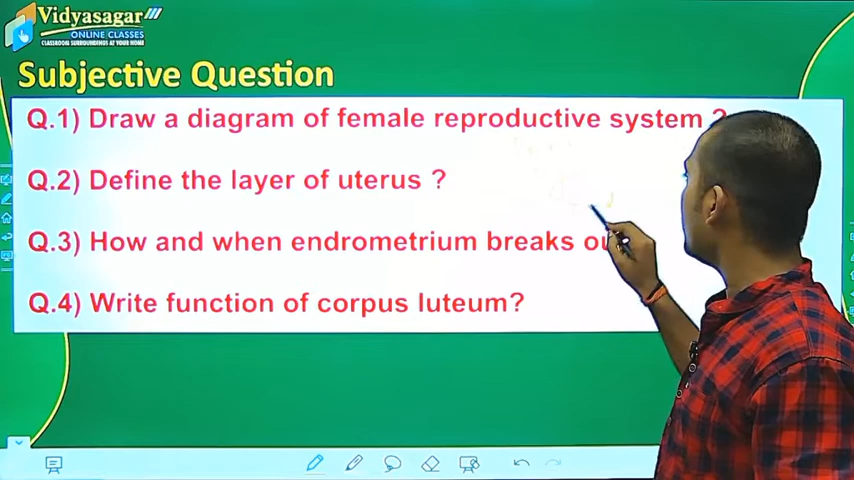 Vidyasagar
ONLINE CLASSES
CLASSROOM SURROUNDINGS AT YOUR HOME
Subjective Question
Q.1) Draw a diagram of female reproductive system ?
Q.2) Define the layer of uterus ?
Q.3) How and when endrometrium breaks
Q.4) Write function of corpus luteum?